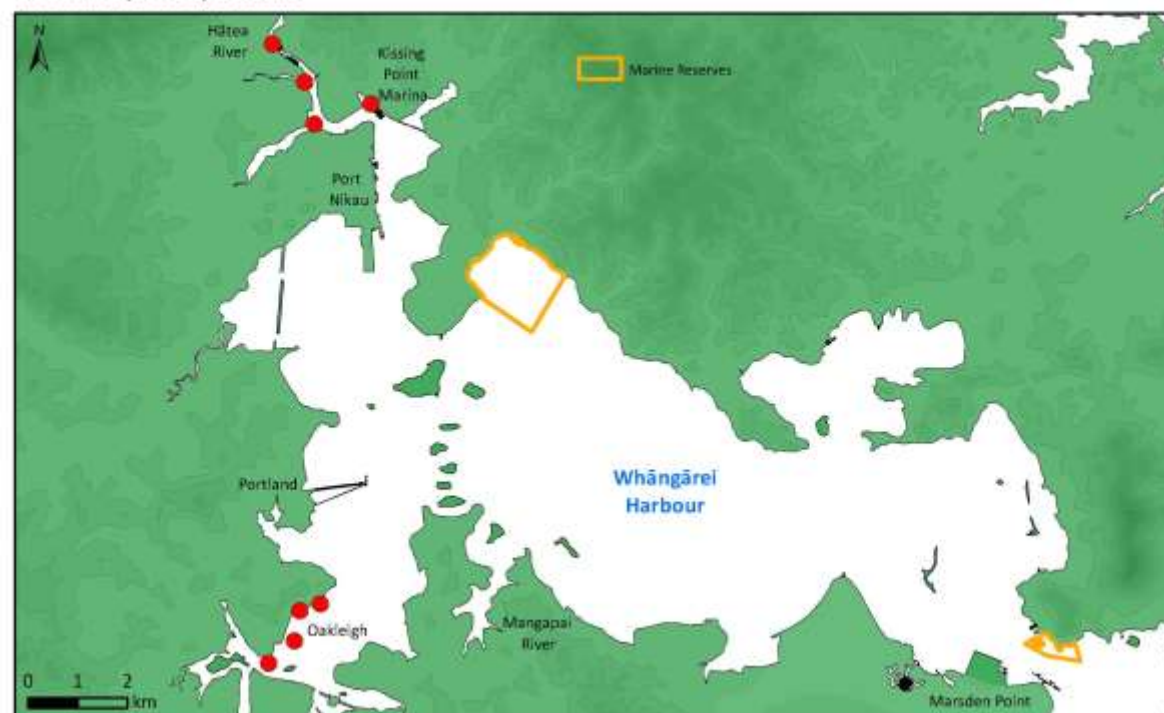 N
Hātea
River
Kissing
Point
Marina
Marine Reserves
Port
Nikau
Portland
Whāngārei
Harbour
Oakleigh
Mangapai
River
Marsden Point
0 1 2
km